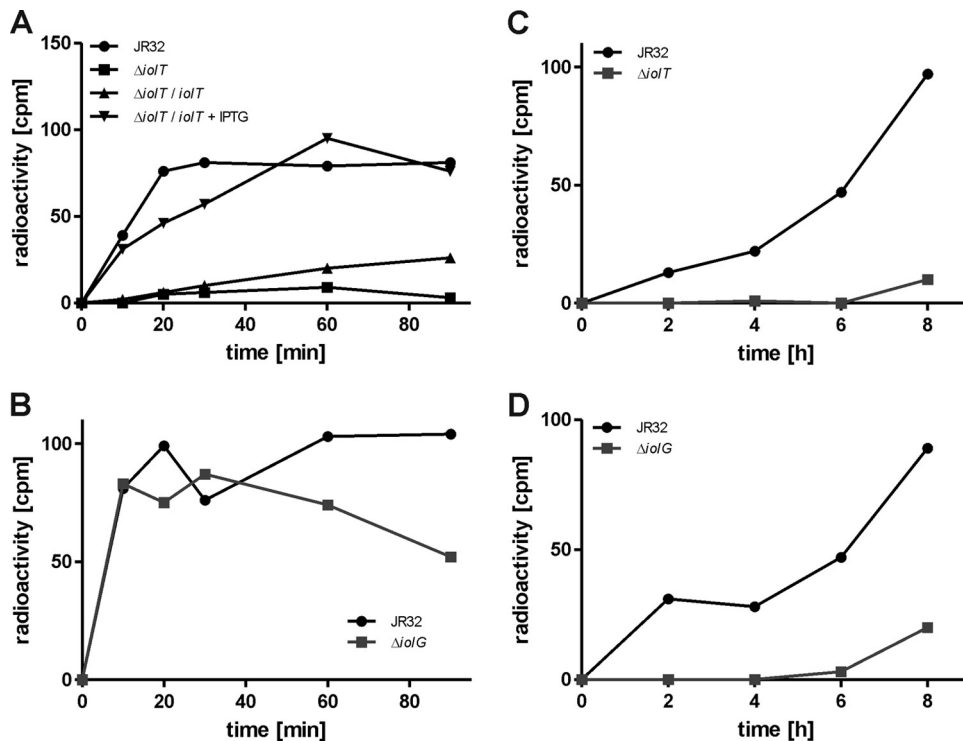 A
JR32
ΔiolT
ΔiolT / iolT
ΔiolT / iolT + IPTG
150
100
50
0
radioactivity [cpm]
0 20 40 60 80
time [min]
C
JR32
ΔiolT
100
50
0
radioactivity [cpm]
0 2 4 6 8
time [h]
B
100
50
0
radioactivity [cpm]
JR32
ΔiolG
0 20 40 60 80
time [min]
D
JR32
ΔiolG
100
50
0
radioactivity [cpm]
0 2 4 6 8
time [h]